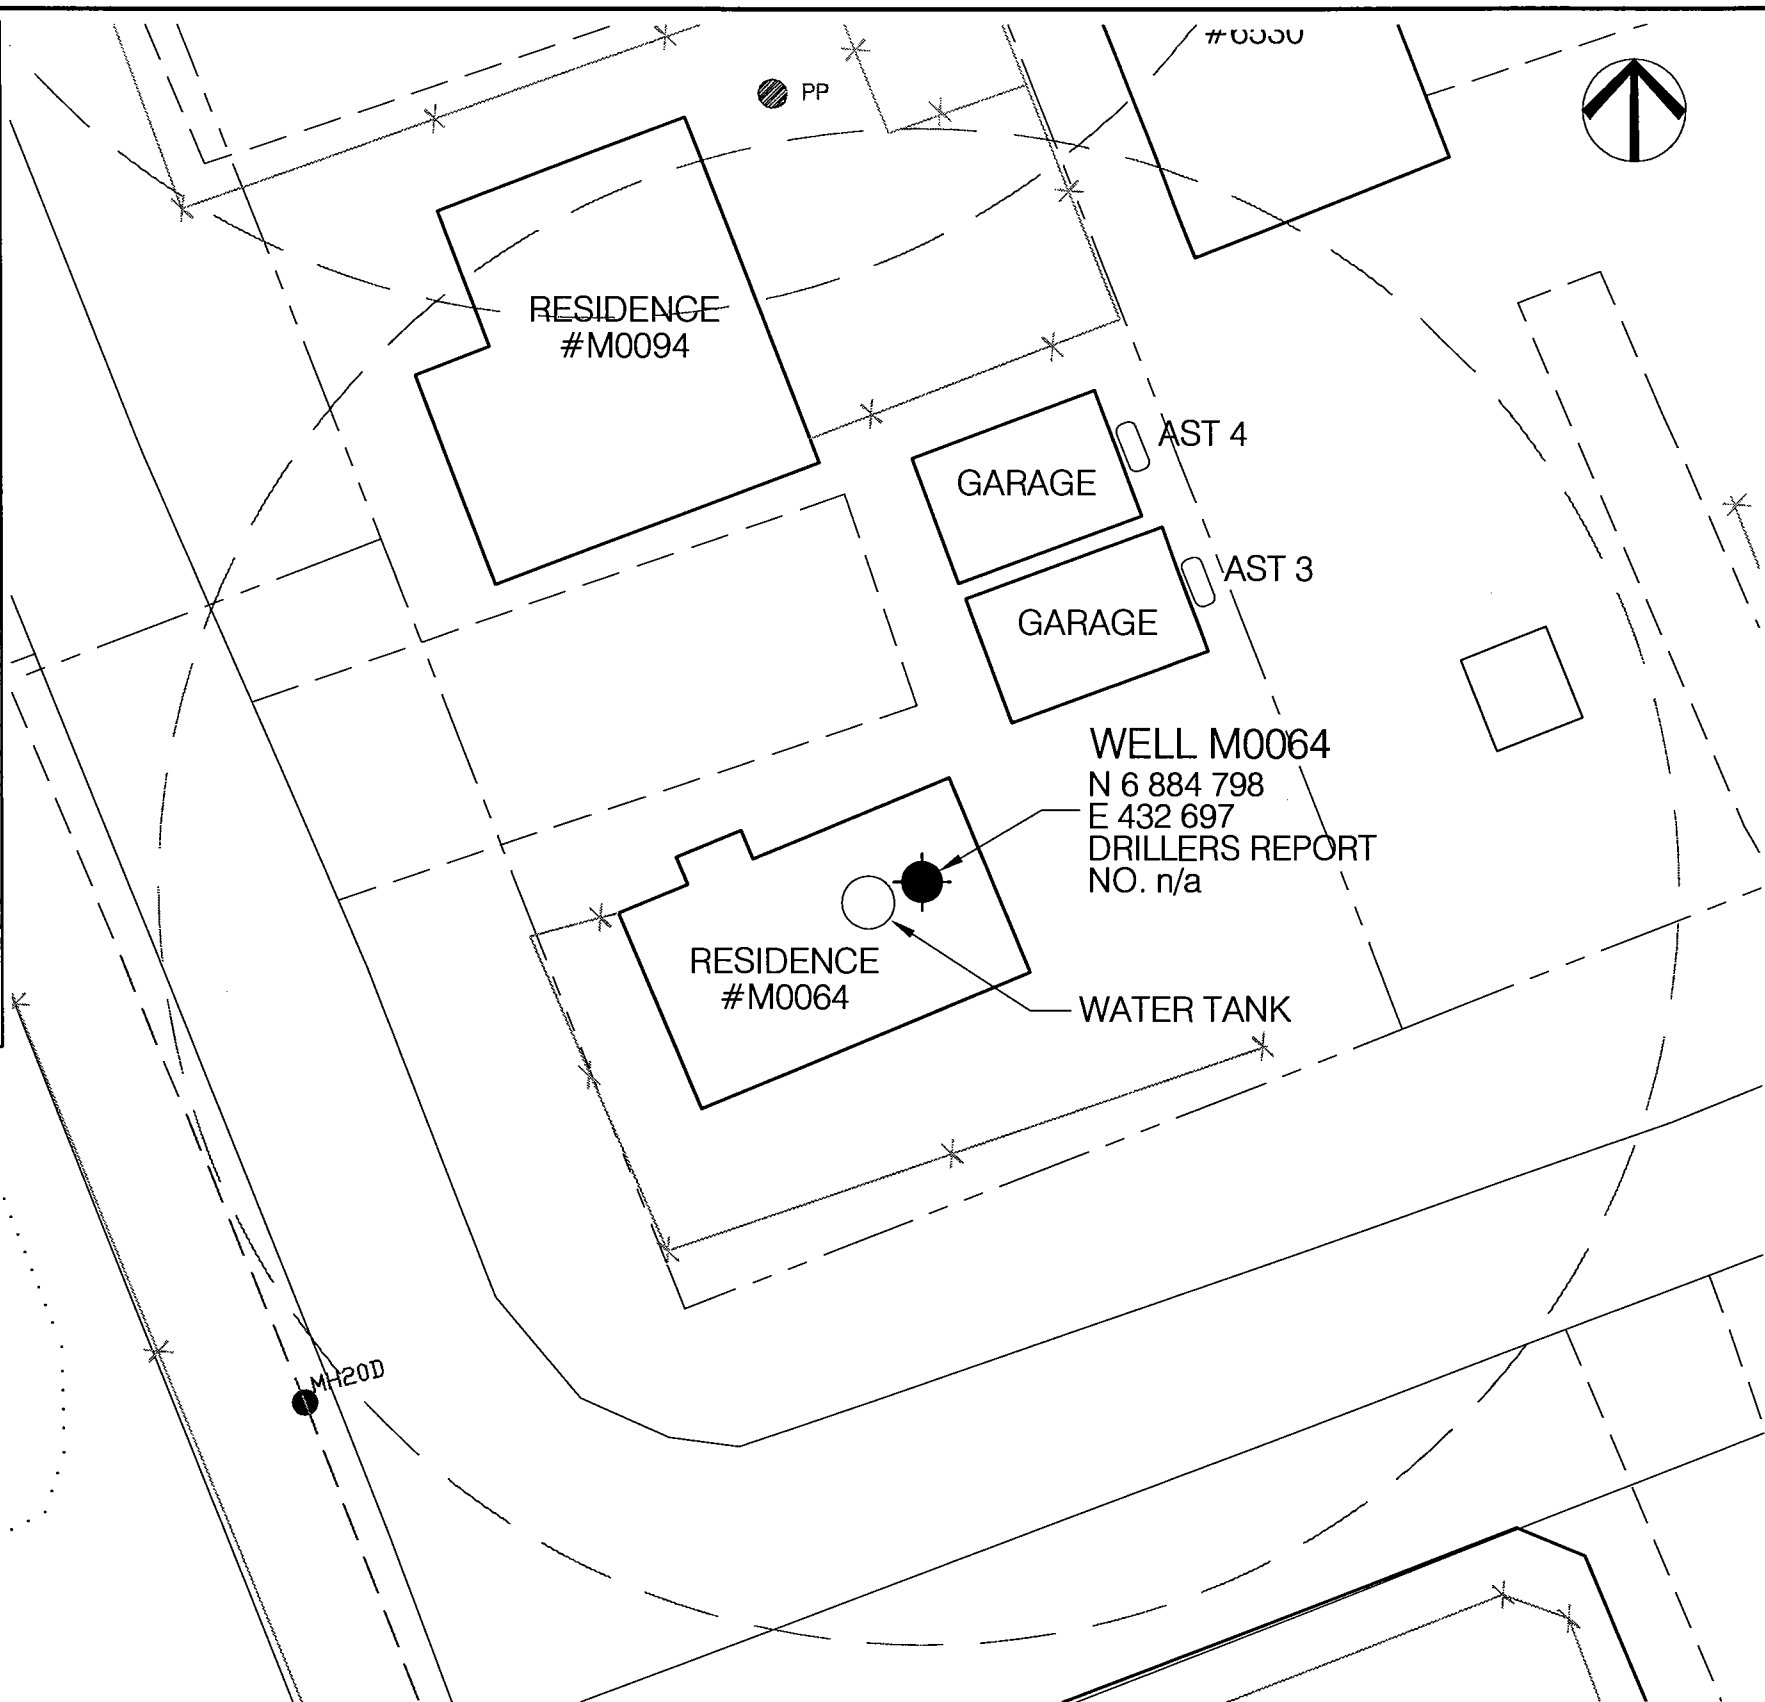 #6530
PP
RESIDENCE
#M0094
AST 4
GARAGE
AST 3
GARAGE
WELL M0064
N 6 884 798
E 432 697
DRILLERS REPORT
NO. n/a
RESIDENCE
#M0064
WATER TANK
MH20D